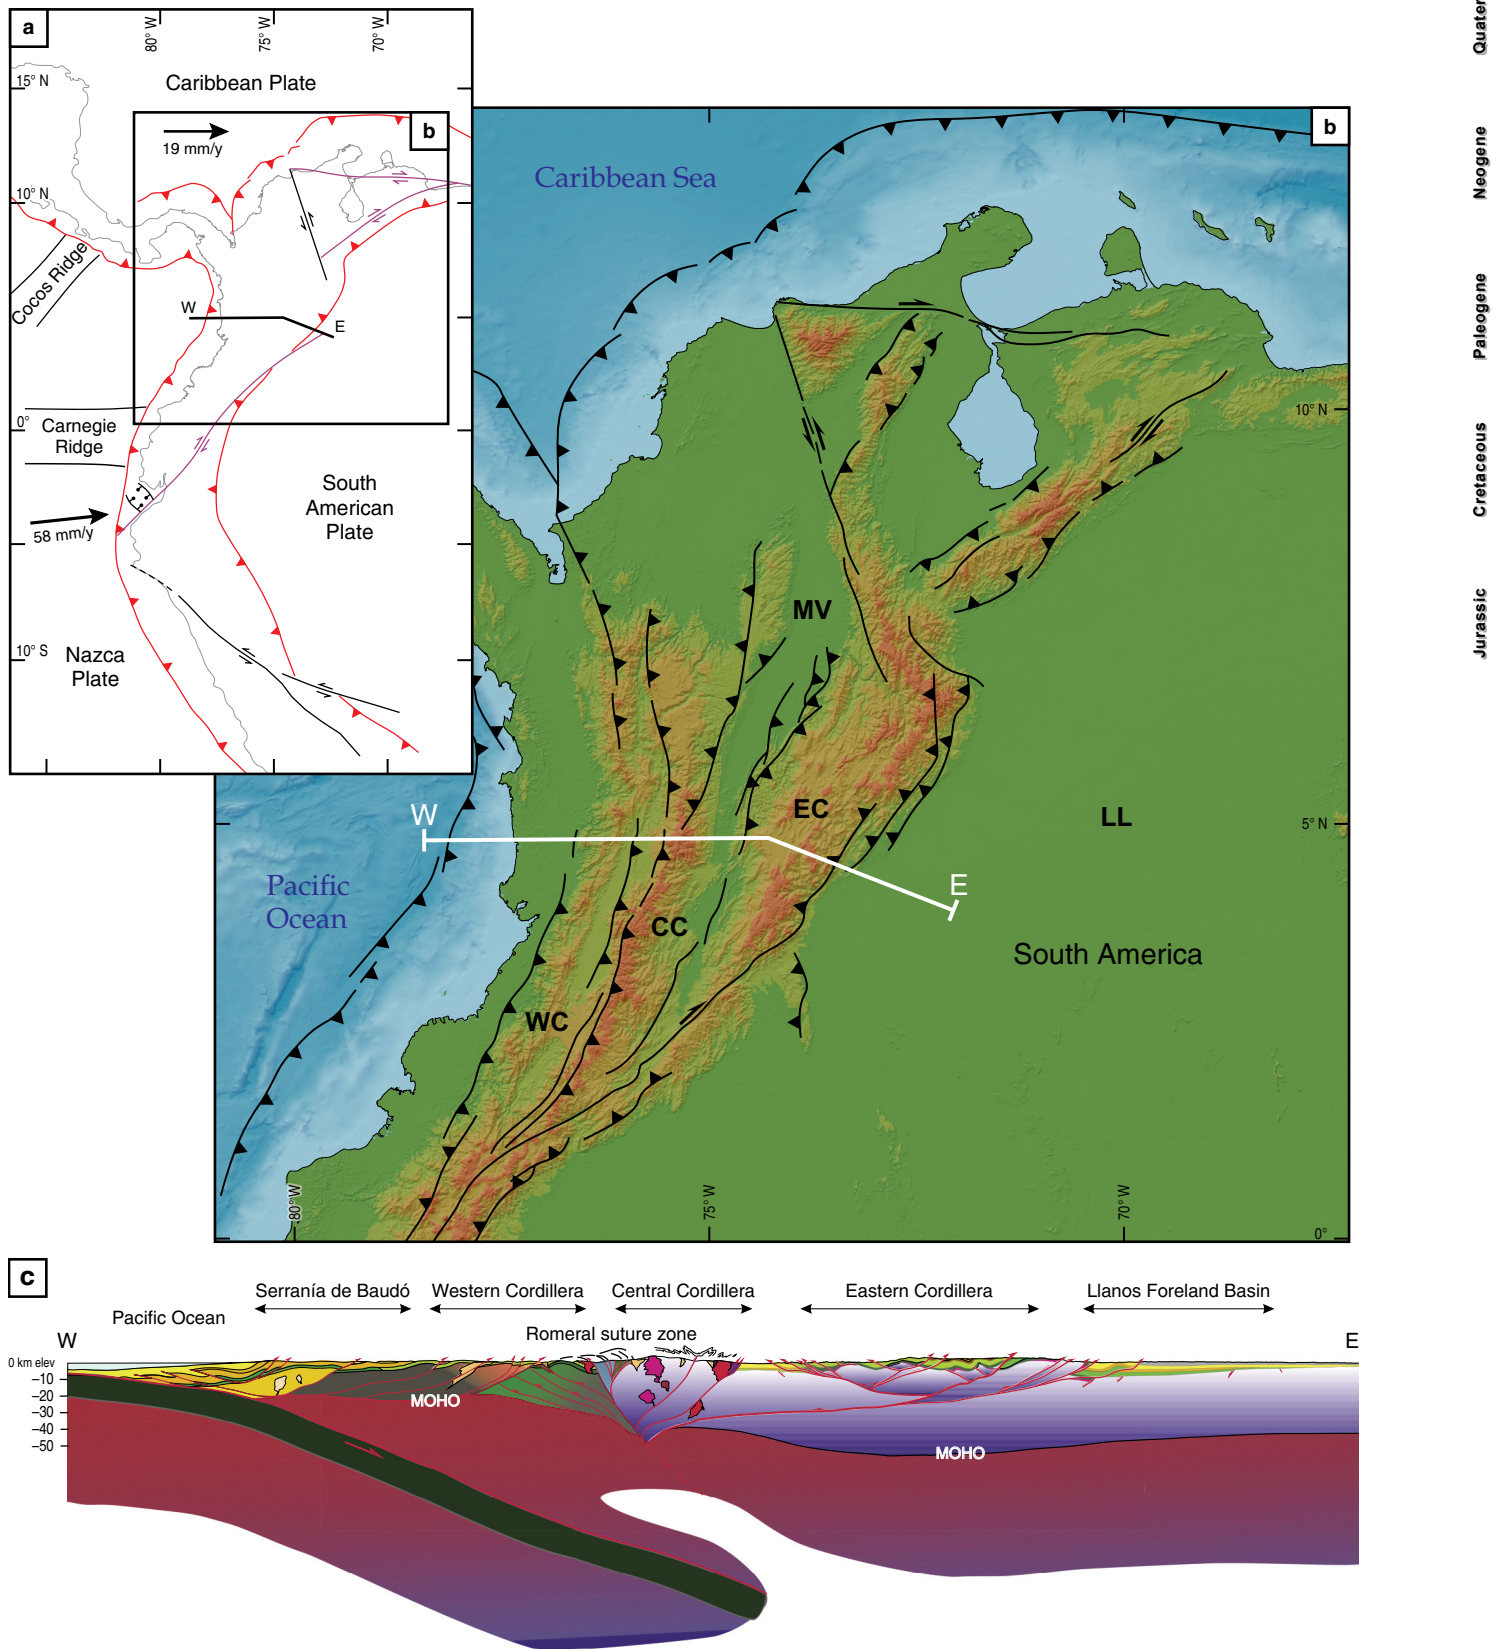 a
80° W
75° W
70° W
15° N
Caribbean Plate
b
19 mm/y
10° N
Cocos Ridge
W
E
0°
Carnegie
Ridge
South
American
Plate
58 mm/y
10° S
Nazca
Plate
b
Caribbean Sea
10° N
MV
EC
LL
5° N
W
E
Pacific
Ocean
CC
South America
WC
80° W
75° W
70° W
0°
Quater
Neogene
Paleogene
Cretaceous
Jurassic
c
Serranía de Baudó
Western Cordillera
Central Cordillera
Eastern Cordillera
Llanos Foreland Basin
Pacific Ocean
Romeral suture zone
W
E
0 km elev
–10
–20
–30
–40
–50
MOHO
MOHO